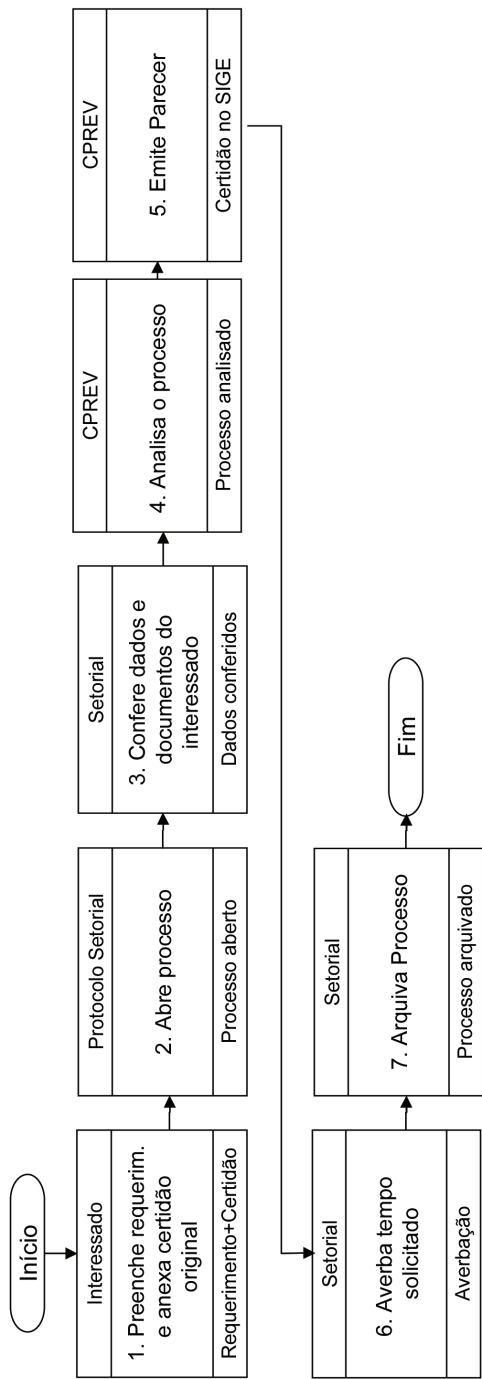 Início
Interessado
1. Preenche requerim.
e anexa certidão
original
Requerimento+Certidão
Protocolo Setorial
2. Abre processo
Processo aberto
Setorial
3. Confere dados e
documentos do
interessado
Dados conferidos
CPREV
4. Analisa o processo
Processo analisado
CPREV
5. Emite Parecer
Certidão no SIGE
Setorial
6. Averba tempo
solicitado
Averbação
Setorial
7. Arquiva Processo
Processo arquivado
Fim